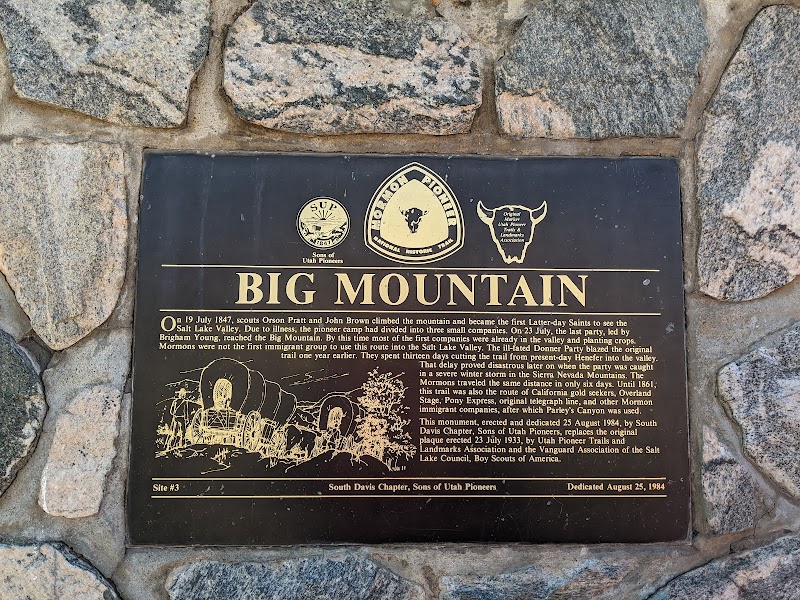 SUP
1847
Sons of
Utah Pioneers
MORMON PIONEER
NATIONAL HISTORIC TRAIL
Original
Marker
Utah Pioneer
Trails &
Landmarks
Association
BIG MOUNTAIN
On 19 July 1847, scouts Orson Pratt and John Brown climbed the mountain and became the first Latter-day Saints to see the
Salt Lake Valley. Due to illness, the pioneer camp had divided into three small companies. On 23 July, the last party, led by
Brigham Young, reached the Big Mountain. By this time most of the first companies were already in the valley and planting crops.
Mormons were not the first immigrant group to use this route into the Salt Lake Valley. The ill-fated Donner Party blazed the original
trail one year earlier. They spent thirteen days cutting the trail from present-day Henefer into the valley.
That delay proved disastrous later on when the party was caught
in a severe winter storm in the Sierra Nevada Mountains. The
Mormons traveled the same distance in only six days. Until 1861,
this trail was also the route of California gold seekers, Overland
Stage, Pony Express, original telegraph line, and other Mormon
immigrant companies, after which Parley's Canyon was used.
This monument, erected and dedicated 25 August 1984, by South
Davis Chapter, Sons of Utah Pioneers, replaces the original
plaque erected 23 July 1933, by Utah Pioneer Trails and
Landmarks Association and the Vanguard Association of the Salt
Lake Council, Boy Scouts of America.
Site #3 South Davis Chapter, Sons of Utah Pioneers Dedicated August 25, 1984